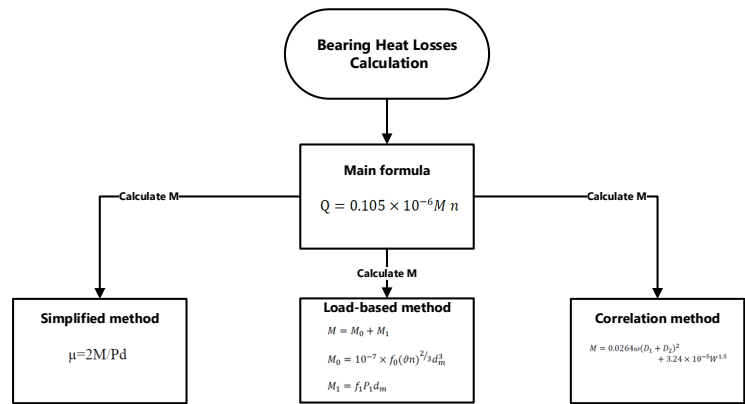 Bearing Heat Losses
Calculation
Main formula
Q = 0.105 × 10⁻⁶M n
Calculate M
Calculate M
Calculate M
Simplified method
μ=2M/Pd
Load-based method
M = M₀ + M₁
M₀ = 10⁻⁷ × f₀(ϑn)^{2/3}d_m^3
M₁ = f₁P₁d_m
Correlation method
M = 0.0264ω(D₁ + D₂)²
+ 3.24 × 10⁻⁵W^{1.5}